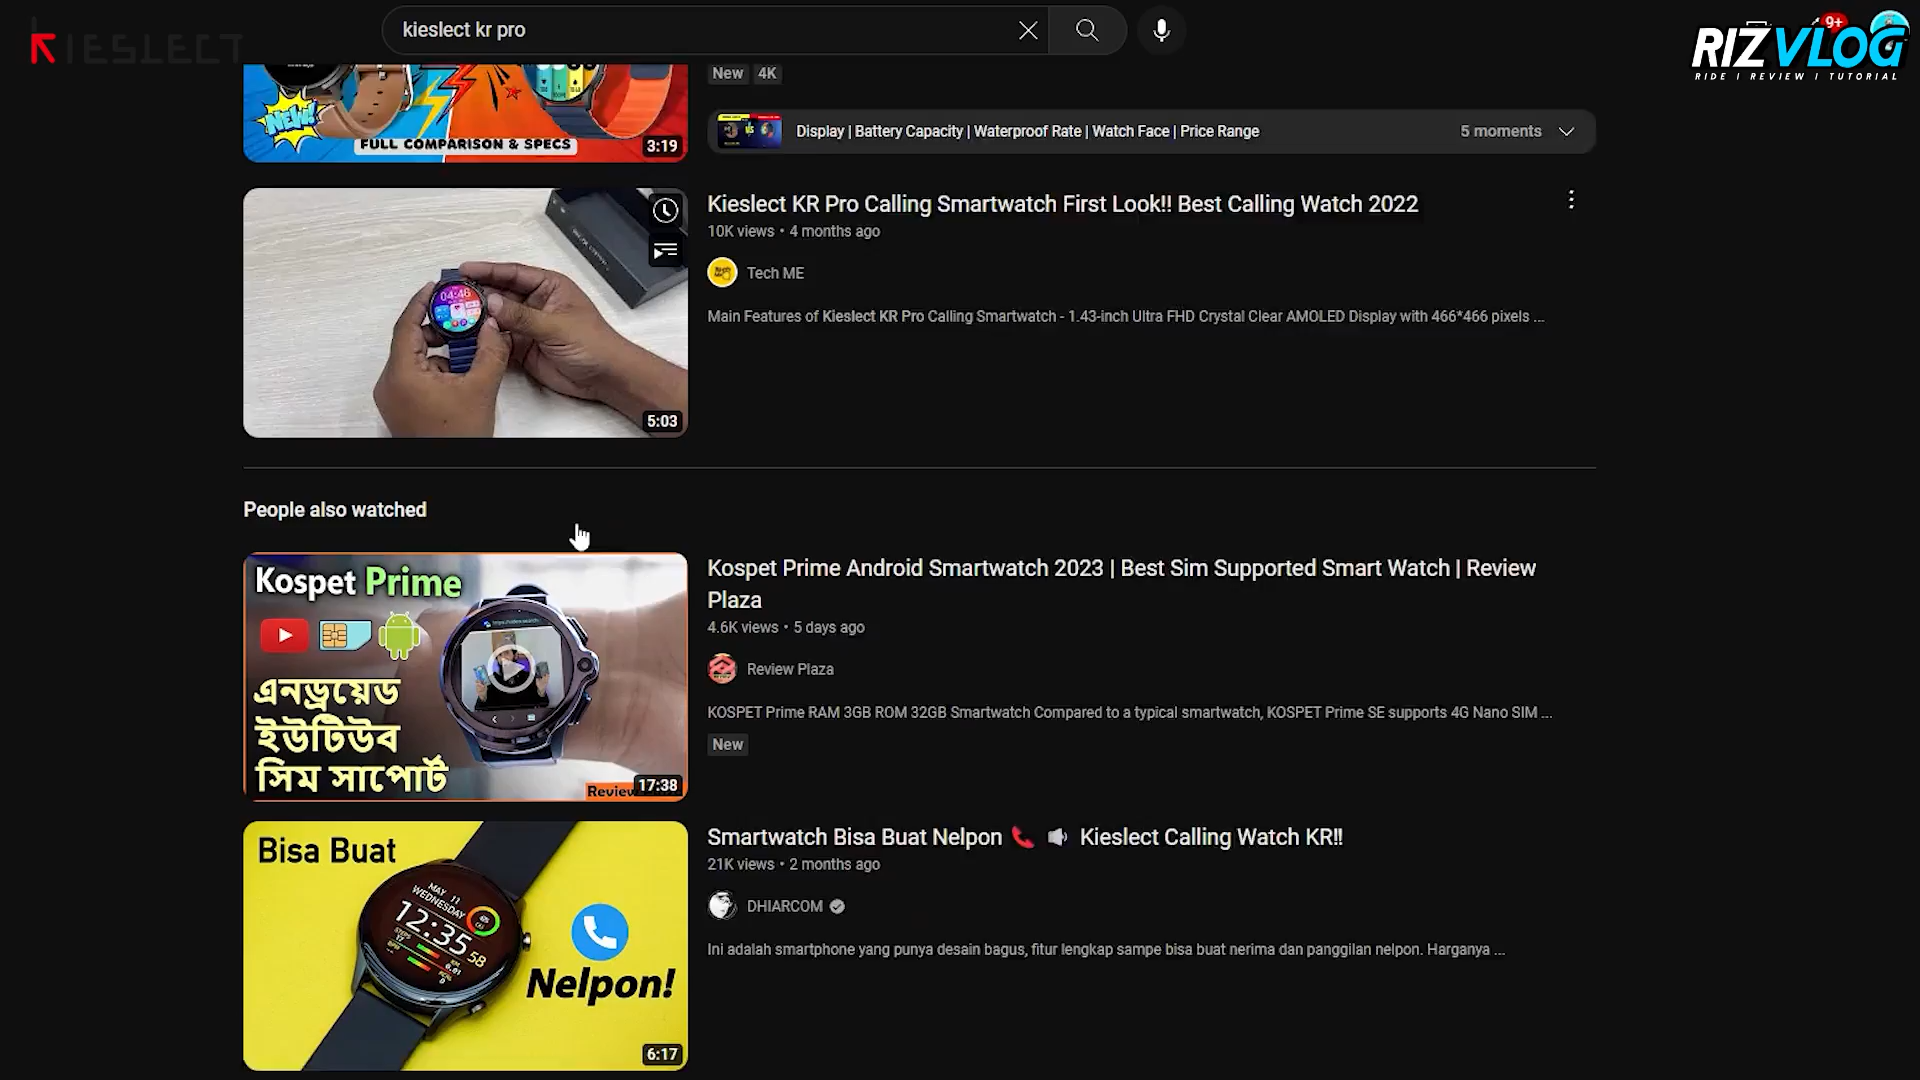 KIESLECT
kieslect kr pro
9+
RIZVLOG
RIDE | REVIEW | TUTORIAL
NEW!
FULL COMPARISON & SPECS
3:19
New 4K
Display | Battery Capacity | Waterproof Rate | Watch Face | Price Range
5 moments
04:46
5:03
Kieslect KR Pro Calling Smartwatch First Look!! Best Calling Watch 2022
10K views • 4 months ago
Tech ME
Main Features of Kieslect KR Pro Calling Smartwatch - 1.43-inch Ultra FHD Crystal Clear AMOLED Display with 466*466 pixels ...
People also watched
Kospet Prime
এনড্রয়েড
ইউটিউব
সিম সাপোর্ট
Review
17:38
Kospet Prime Android Smartwatch 2023 | Best Sim Supported Smart Watch | Review
Plaza
4.6K views • 5 days ago
Review Plaza
KOSPET Prime RAM 3GB ROM 32GB Smartwatch Compared to a typical smartwatch, KOSPET Prime SE supports 4G Nano SIM ...
New
Bisa Buat
MAY 11
WEDNESDAY
12:35 58
Nelpon!
6:17
Smartwatch Bisa Buat Nelpon 📞 🔊 Kieslect Calling Watch KR!!
21K views • 2 months ago
DHIARCOM
Ini adalah smartphone yang punya desain bagus, fitur lengkap sampe bisa buat nerima dan panggilan nelpon. Harganya ...